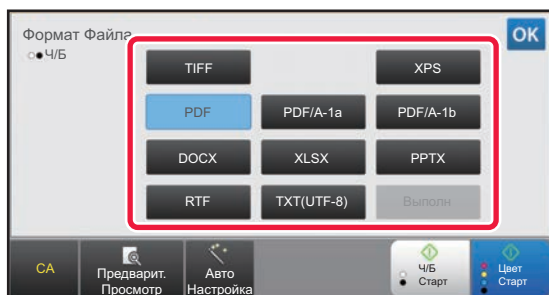 Формат Файла
Ч/Б
OK
TIFF
XPS
PDF
PDF/A-1a
PDF/A-1b
DOCX
XLSX
PPTX
RTF
TXT(UTF-8)
Выполн
CA
Предварит.
Просмотр
Авто
Настройка
Ч/Б
Старт
Цвет
Старт